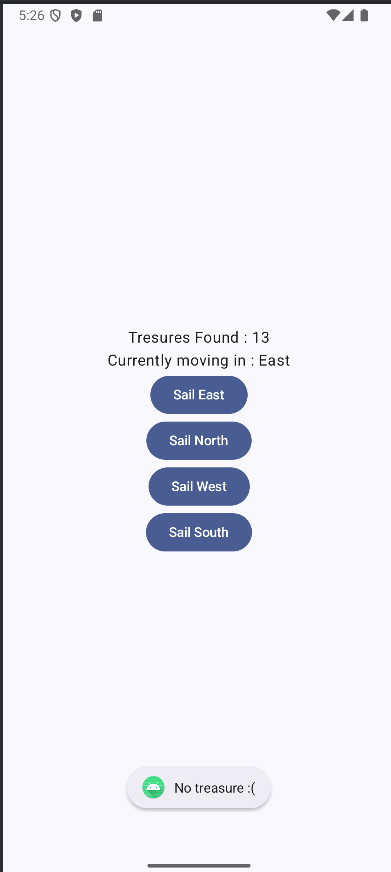 5:26
Tresures Found : 13
Currently moving in : East
Sail East
Sail North
Sail West
Sail South
No treasure :(